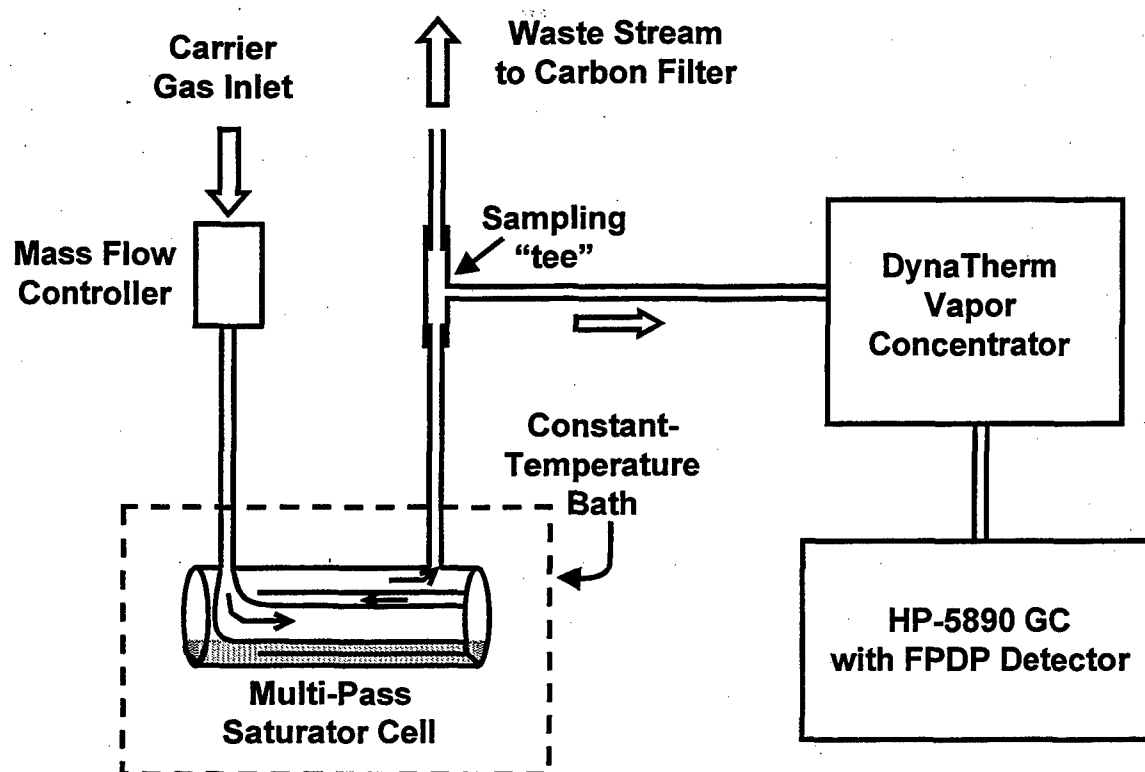 Carrier
Gas Inlet
Waste Stream
to Carbon Filter
Mass Flow
Controller
Sampling
“tee”
DynaTherm
Vapor
Concentrator
Constant-
Temperature
Bath
HP-5890 GC
with FPDP Detector
Multi-Pass
Saturator Cell